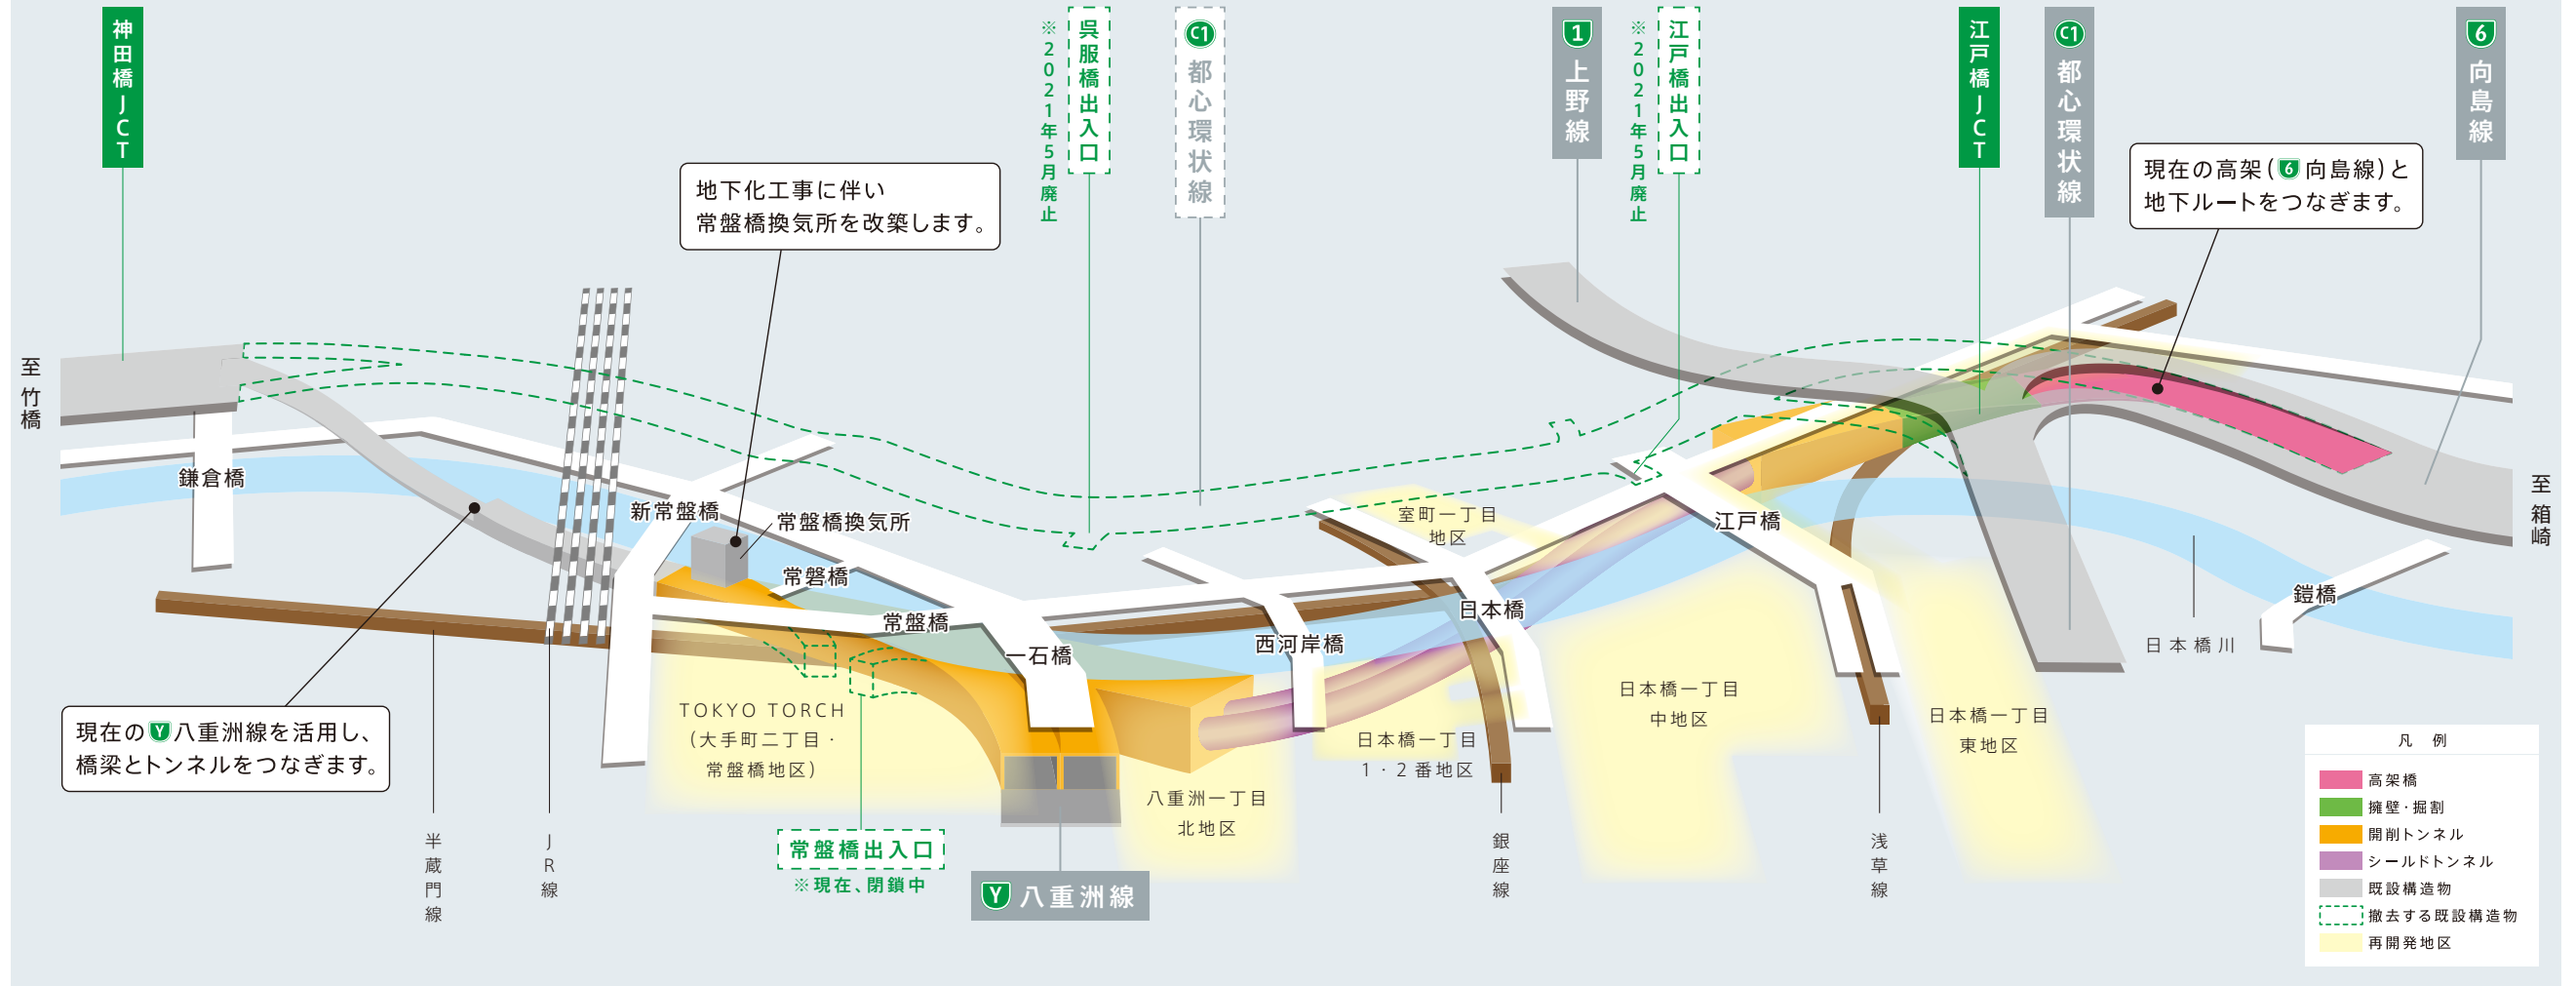 神田橋JCT
※2021年5月廃止
呉服橋出入口
C1 都心環状線
1 上野線
※2021年5月廃止
江戸橋出入口
江戸橋JCT
C1 都心環状線
6 向島線
地下化工事に伴い
常盤橋換気所を改築します。
現在の高架(6向島線)と
地下ルートをつなぎます。
至 竹橋
至 箱崎
鎌倉橋
新常盤橋
常盤橋換気所
常磐橋
常盤橋
一石橋
西河岸橋
日本橋
室町一丁目
地区
江戸橋
鎧橋
日本橋川
TOKYO TORCH
(大手町二丁目・
常盤橋地区)
日本橋一丁目
1・2番地区
日本橋一丁目
中地区
日本橋一丁目
東地区
八重洲一丁目
北地区
現在のY八重洲線を活用し、
橋梁とトンネルをつなぎます。
半蔵門線
JR線
常盤橋出入口
※現在、閉鎖中
Y 八重洲線
銀座線
浅草線
凡例
高架橋
擁壁・掘割
開削トンネル
シールドトンネル
既設構造物
撤去する既設構造物
再開発地区